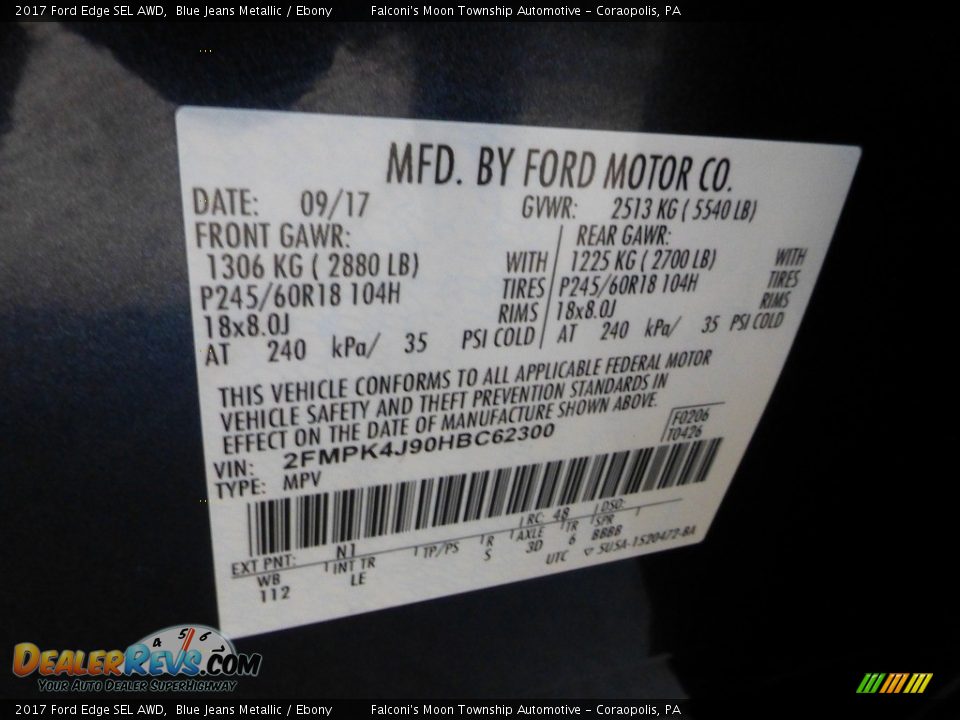 2017 Ford Edge SEL AWD,  Blue Jeans Metallic / Ebony    Falconi's Moon Township Automotive - Coraopolis, PA
MFD. BY FORD MOTOR CO.
DATE: 09/17    GVWR: 2513 KG ( 5540 LB)
FRONT GAWR:    REAR GAWR:
1306 KG ( 2880 LB) WITH    1225 KG ( 2700 LB) WITH
P245/60R18 104H TIRES    P245/60R18 104H TIRES
18x8.0J RIMS    18x8.0J RIMS
AT 240 kPa/ 35 PSI COLD    AT 240 kPa/ 35 PSI COLD
THIS VEHICLE CONFORMS TO ALL APPLICABLE FEDERAL MOTOR
VEHICLE SAFETY AND THEFT PREVENTION STANDARDS IN
EFFECT ON THE DATE OF MANUFACTURE SHOWN ABOVE.
F0206
T0426
VIN: 2FMPK4J90HBC62300
TYPE: MPV
EXT PNT: N1    RC: 48    DSO:
WB    INT TR    TP/PS    R    AXLE    TR    SPR
112    LE    S    3D    6    BBBB
UTC    ▽ SUSA-1520472-BA
4 5 6
DEALERREVS.COM
YOUR AUTO DEALER SUPERHIGHWAY
2017 Ford Edge SEL AWD,  Blue Jeans Metallic / Ebony    Falconi's Moon Township Automotive - Coraopolis, PA